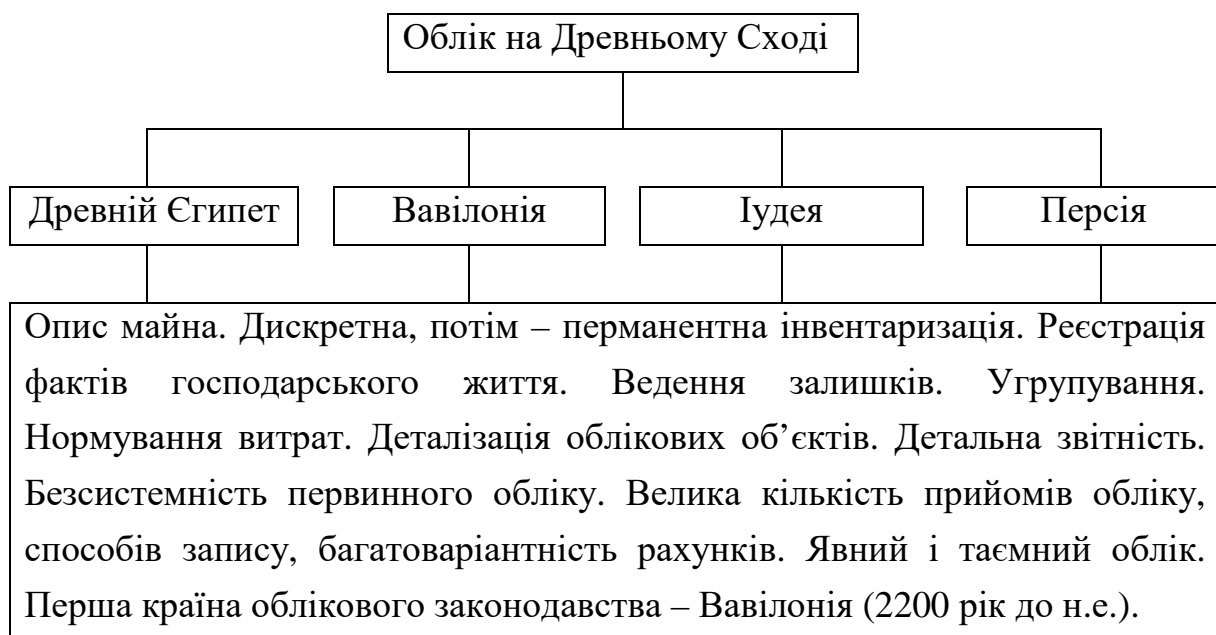 Облік на Древньому Сході
Древній Єгипет
Вавілонія
Іудея
Персія
Опис майна. Дискретна, потім – перманентна інвентаризація. Реєстрація
фактів господарського життя. Ведення залишків. Угрупування.
Нормування витрат. Деталізація облікових об’єктів. Детальна звітність.
Безсистемність первинного обліку. Велика кількість прийомів обліку,
способів запису, багатоваріантність рахунків. Явний і таємний облік.
Перша країна облікового законодавства – Вавілонія (2200 рік до н.е.).